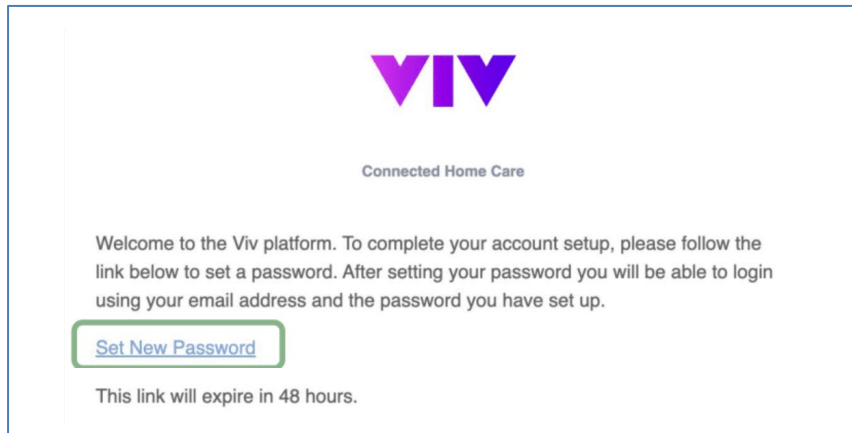 VIV
Connected Home Care
Welcome to the Viv platform. To complete your account setup, please follow the
link below to set a password. After setting your password you will be able to login
using your email address and the password you have set up.
Set New Password
This link will expire in 48 hours.